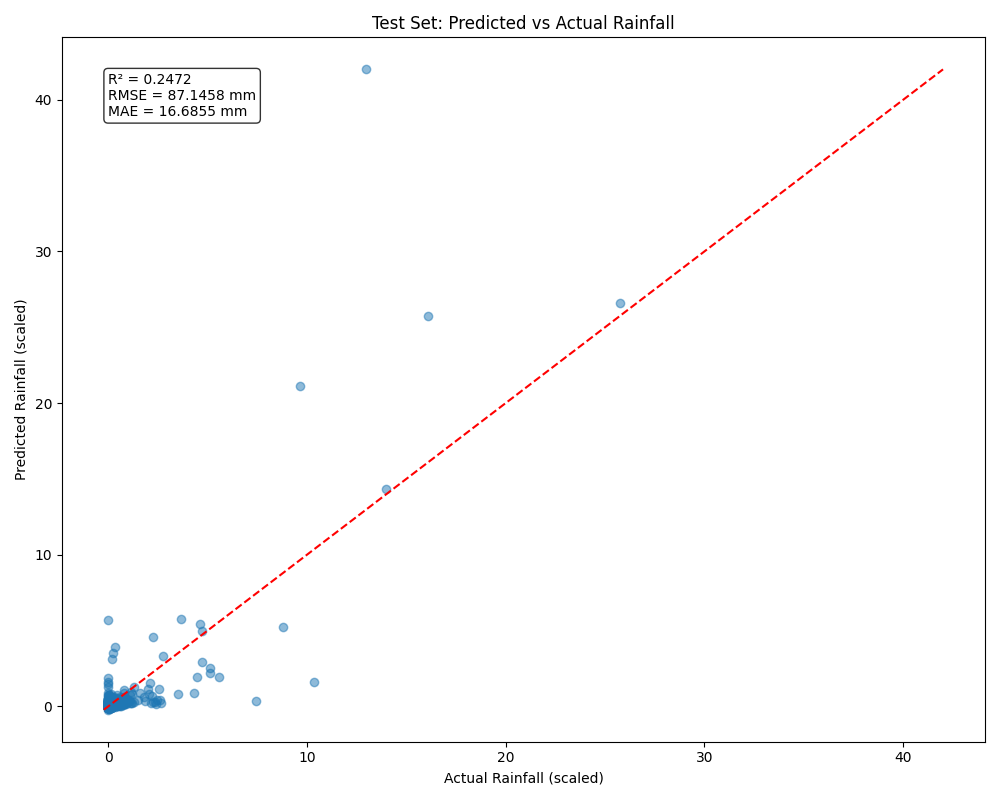 Test Set: Predicted vs Actual Rainfall
R² = 0.2472
RMSE = 87.1458 mm
MAE = 16.6855 mm
Predicted Rainfall (scaled)
40
30
20
10
0
0 10 20 30 40
Actual Rainfall (scaled)